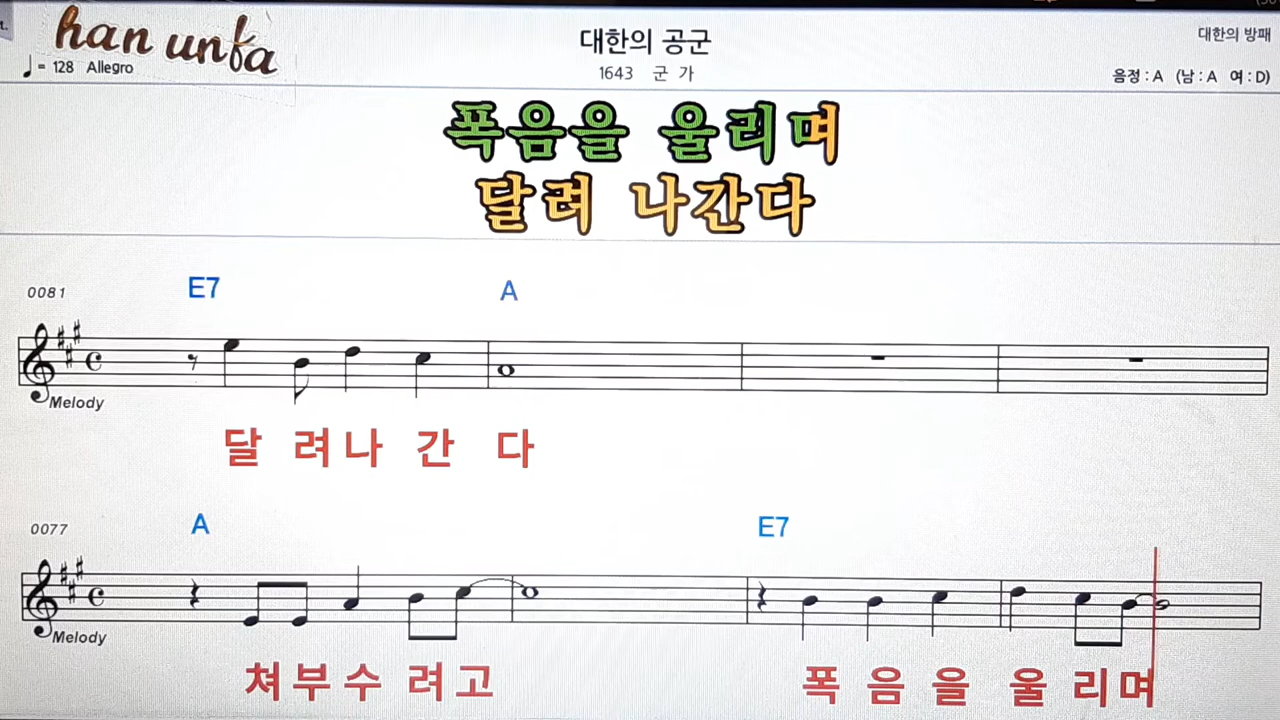 han unfa
대한의 공군
대한의 방패
♩ = 128 Allegro
1643 군 가
음정 : A (남 : A 여 : D)
폭음을 울리며
달려 나간다
0081
E7 A
Melody
달 려 나 간 다
0077
A E7
Melody
쳐 부 수 려 고 폭 음 을 울 리 며